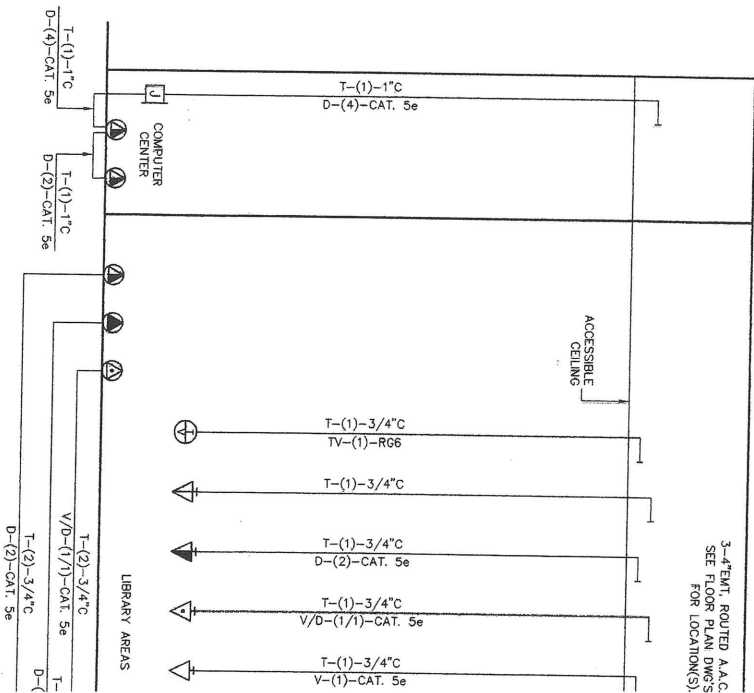 T-(1)-1"C
D-(4)-CAT. 5e
T-(1)-1"C
D-(4)-CAT. 5e
J
COMPUTER
CENTER
T-(1)-1"C
D-(2)-CAT. 5e
ACCESSIBLE
CEILING
3-4"EMT, ROUTED A.A.C.
SEE FLOOR PLAN DWG'S
FOR LOCATION(S).
T-(1)-3/4"C
TV-(1)-RG6
T-(1)-3/4"C
T-(1)-3/4"C
D-(2)-CAT. 5e
T-(1)-3/4"C
V/D-(1/1)-CAT. 5e
T-(1)-3/4"C
V-(1)-CAT. 5e
LIBRARY AREAS
T-(2)-3/4"C
V/D-(1/1)-CAT. 5e
T-(2)-3/4"C
D-(2)-CAT. 5e
T-
D-(